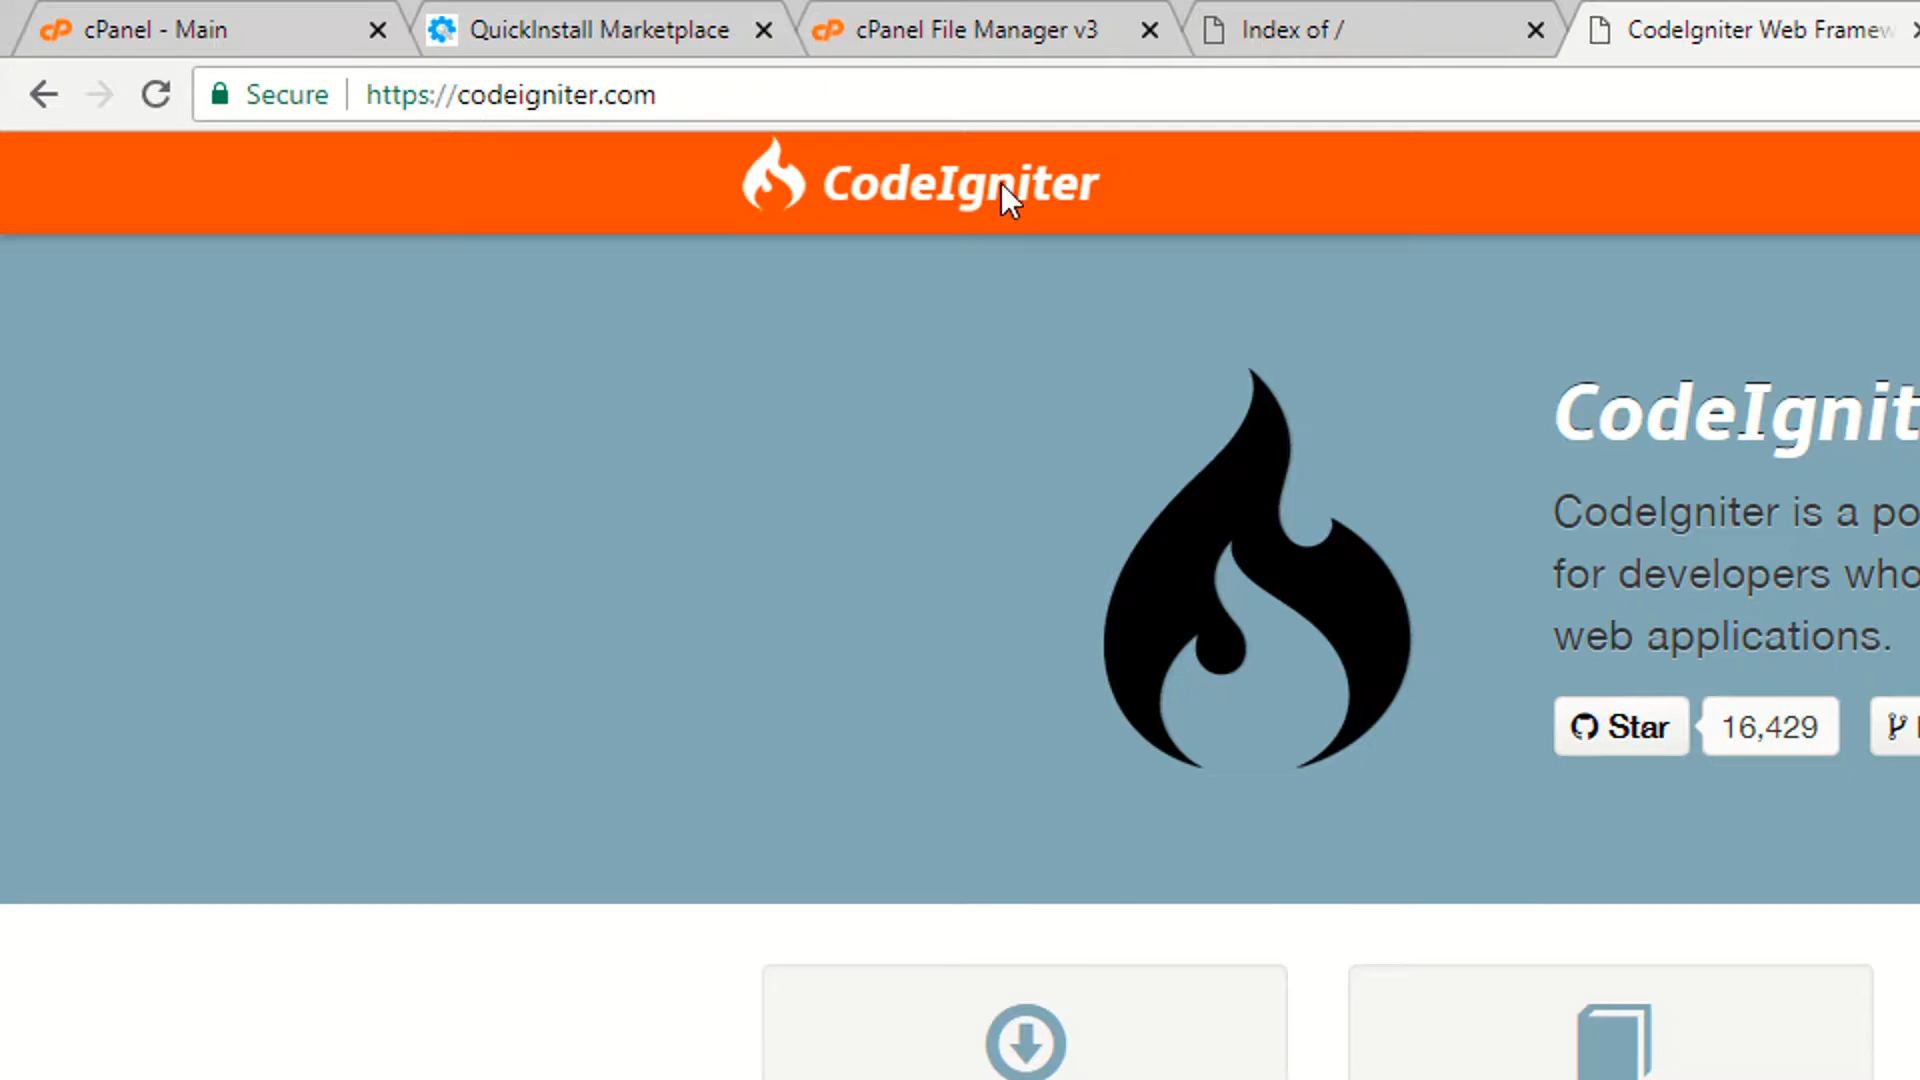 cPanel - Main
QuickInstall Marketplace
cPanel File Manager v3
Index of /
CodeIgniter Web Framew
Secure
https://codeigniter.com
CodeIgniter
CodeIgnit
CodeIgniter is a po
for developers who
web applications.
Star
16,429